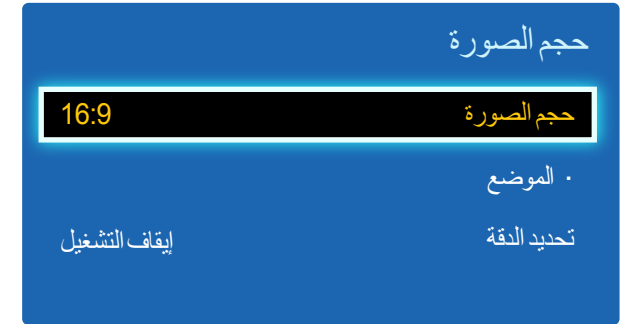 حجم الصورة
حجم الصورة 16:9
· الموضع
تحديد الدقة إيقاف التشغيل